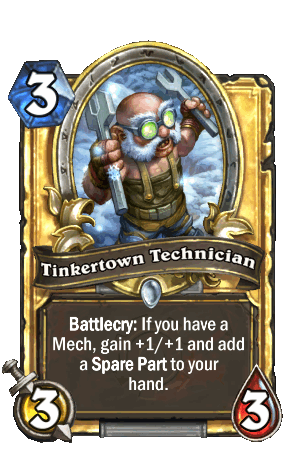 3
Tinkertown Technician
Battlecry: If you have a
Mech, gain +1/+1 and add
a Spare Part to your
hand.
3
3